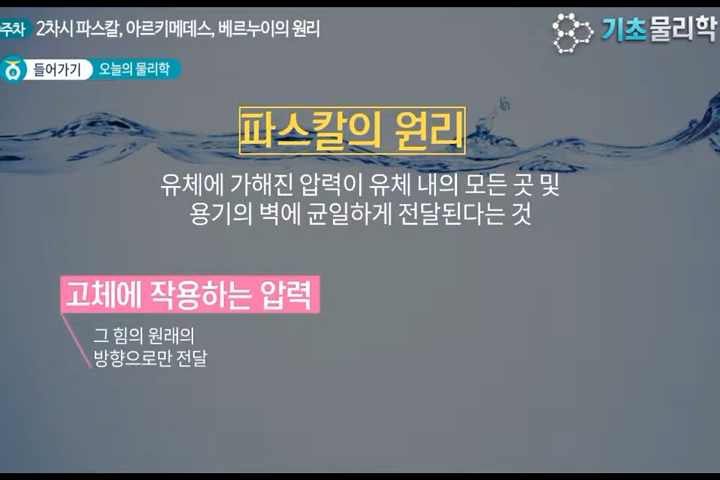 주차 2차시 파스칼, 아르키메데스, 베르누이의 원리
기초물리학
들어가기 오늘의 물리학
파스칼의 원리
유체에 가해진 압력이 유체 내의 모든 곳 및
용기의 벽에 균일하게 전달된다는 것
고체에 작용하는 압력
그 힘의 원래의
방향으로만 전달